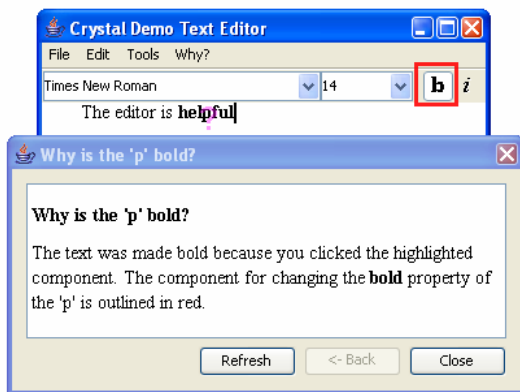 Crystal Demo Text Editor
File Edit Tools Why?
Times New Roman 14 b i
The editor is helpful
?
Why is the 'p' bold?
Why is the 'p' bold?
The text was made bold because you clicked the highlighted
component. The component for changing the bold property of
the 'p' is outlined in red.
Refresh <- Back Close